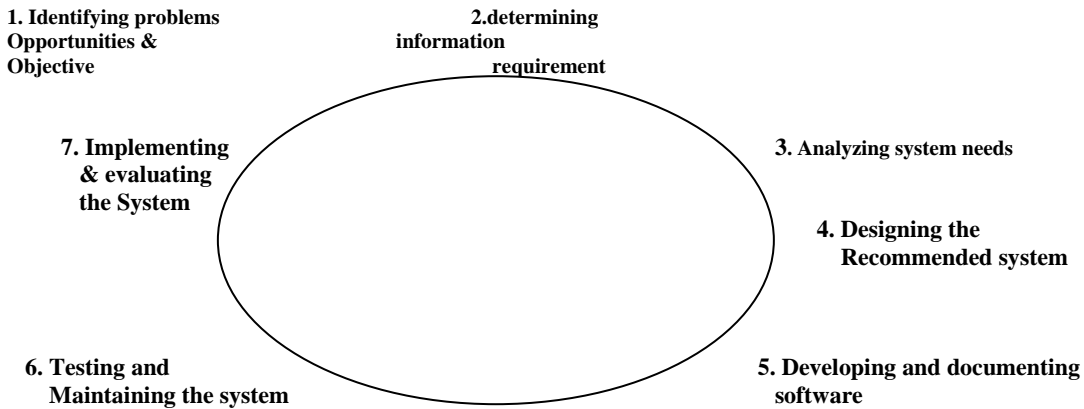 1. Identifying problems
Opportunities &
Objective
2.determining
information
requirement
3. Analyzing system needs
4. Designing the
Recommended system
5. Developing and documenting
software
6. Testing and
Maintaining the system
7. Implementing
& evaluating
the System